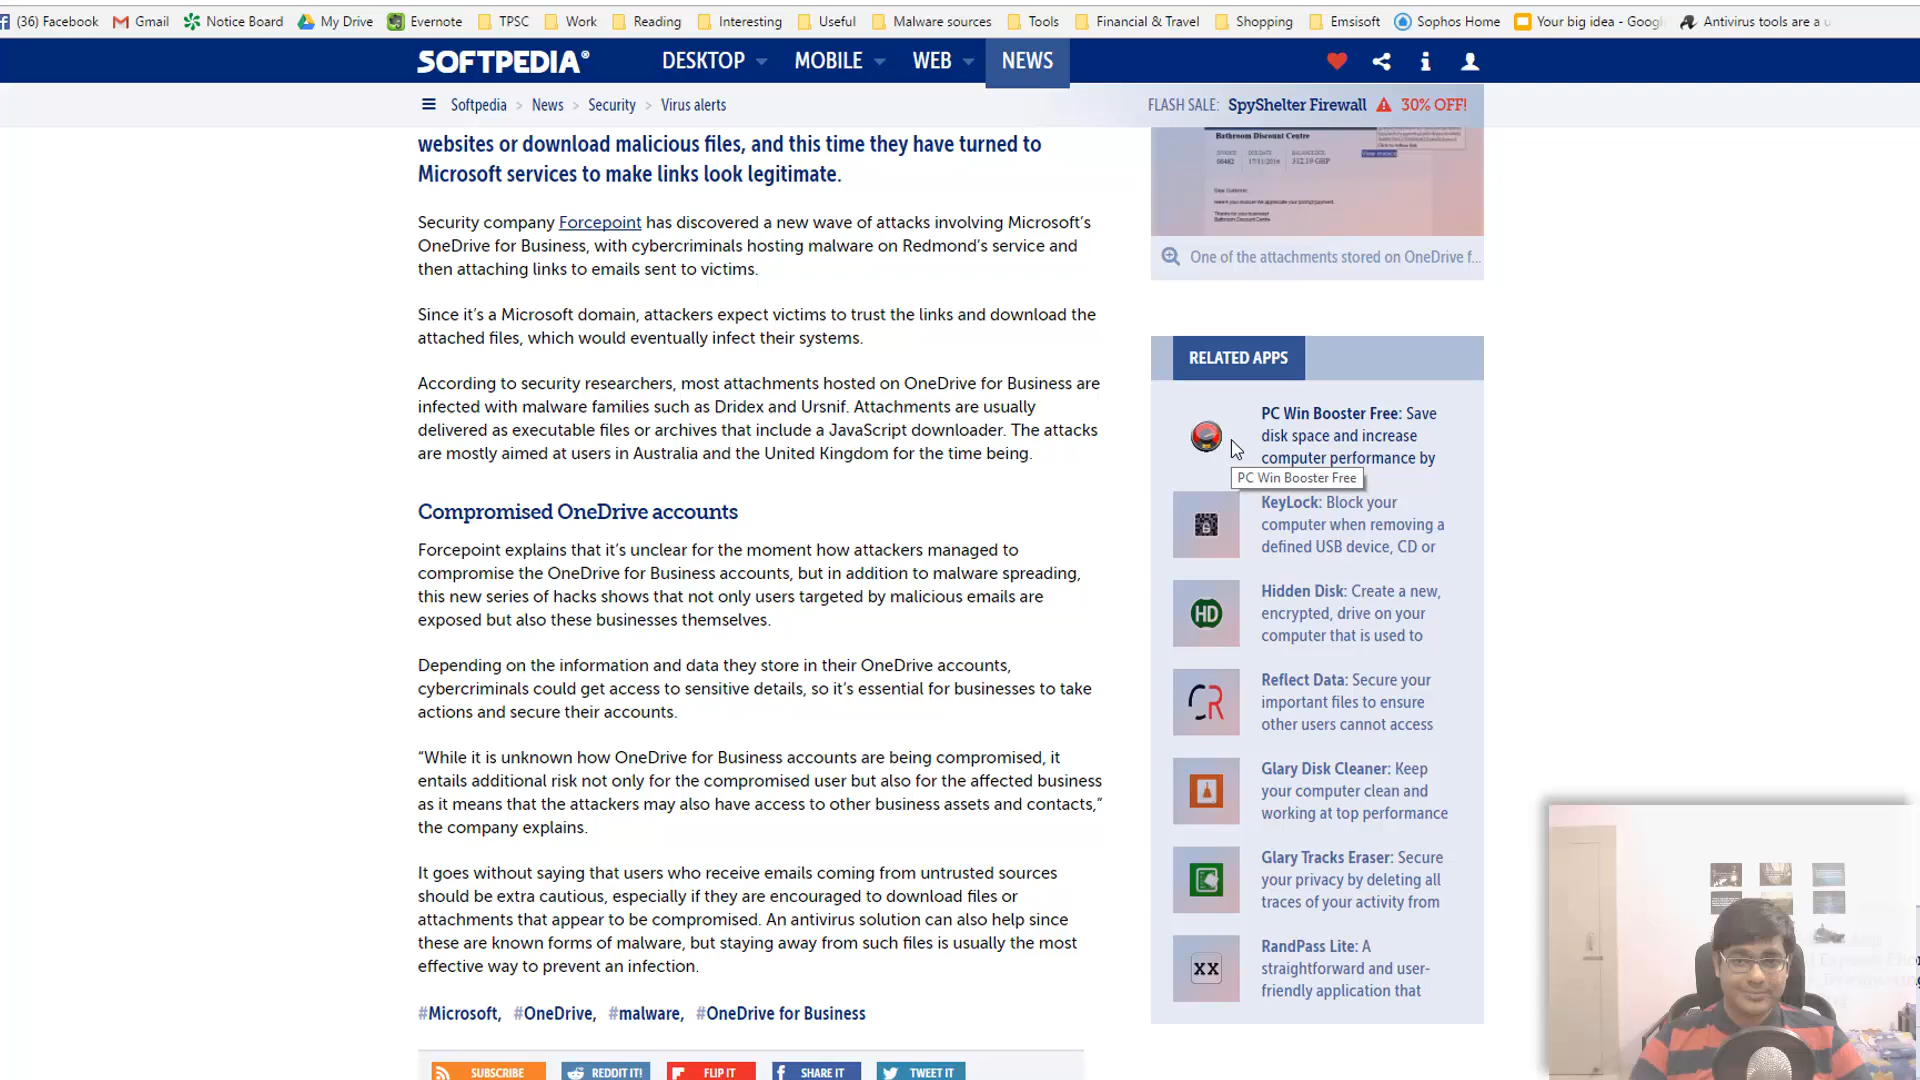 (36) Facebook Gmail Notice Board My Drive Evernote TPSC Work Reading Interesting Useful Malware sources Tools Financial & Travel Shopping Emsisoft Sophos Home Your big idea - Googl Antivirus tools are a u
SOFTPEDIA® DESKTOP MOBILE WEB NEWS
Softpedia > News > Security > Virus alerts
FLASH SALE: SpyShelter Firewall 30% OFF!
websites or download malicious files, and this time they have turned to
Microsoft services to make links look legitimate.
Security company Forcepoint has discovered a new wave of attacks involving Microsoft's
OneDrive for Business, with cybercriminals hosting malware on Redmond's service and
then attaching links to emails sent to victims.
Since it's a Microsoft domain, attackers expect victims to trust the links and download the
attached files, which would eventually infect their systems.
According to security researchers, most attachments hosted on OneDrive for Business are
infected with malware families such as Dridex and Ursnif. Attachments are usually
delivered as executable files or archives that include a JavaScript downloader. The attacks
are mostly aimed at users in Australia and the United Kingdom for the time being.
Compromised OneDrive accounts
Forcepoint explains that it's unclear for the moment how attackers managed to
compromise the OneDrive for Business accounts, but in addition to malware spreading,
this new series of hacks shows that not only users targeted by malicious emails are
exposed but also these businesses themselves.
Depending on the information and data they store in their OneDrive accounts,
cybercriminals could get access to sensitive details, so it's essential for businesses to take
actions and secure their accounts.
“While it is unknown how OneDrive for Business accounts are being compromised, it
entails additional risk not only for the compromised user but also for the affected business
as it means that the attackers may also have access to other business assets and contacts,”
the company explains.
It goes without saying that users who receive emails coming from untrusted sources
should be extra cautious, especially if they are encouraged to download files or
attachments that appear to be compromised. An antivirus solution can also help since
these are known forms of malware, but staying away from such files is usually the most
effective way to prevent an infection.
#Microsoft, #OneDrive, #malware, #OneDrive for Business
SUBSCRIBE REDDIT IT! FLIP IT SHARE IT TWEET IT
Bathroom Discount Centre
INVOICE DUE DATE BALANCE DUE
00482 17/11/2016 312.19 GBP
View invoice
Dear Customer,
Bathroom Discount Centre
One of the attachments stored on OneDrive f...
RELATED APPS
PC Win Booster Free: Save
disk space and increase
computer performance by
PC Win Booster Free
KeyLock: Block your
computer when removing a
defined USB device, CD or
HD
Hidden Disk: Create a new,
encrypted, drive on your
computer that is used to
CR
Reflect Data: Secure your
important files to ensure
other users cannot access
Glary Disk Cleaner: Keep
your computer clean and
working at top performance
Glary Tracks Eraser: Secure
your privacy by deleting all
traces of your activity from
XX
RandPass Lite: A
straightforward and user-
friendly application that